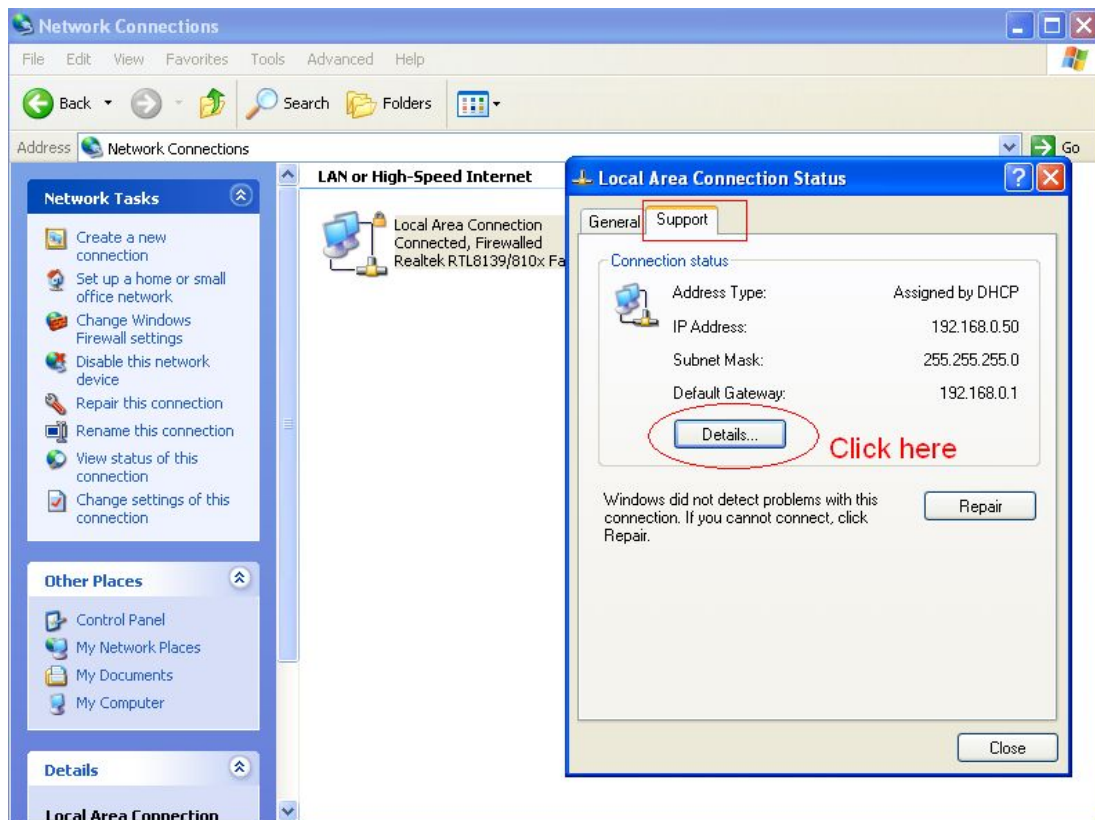 Network Connections
File Edit View Favorites Tools Advanced Help
Back Search Folders
Address Network Connections Go
Network Tasks
Create a new
connection
Set up a home or small
office network
Change Windows
Firewall settings
Disable this network
device
Repair this connection
Rename this connection
View status of this
connection
Change settings of this
connection
Other Places
Control Panel
My Network Places
My Documents
My Computer
Details
Local Area Connection
LAN or High-Speed Internet
Local Area Connection
Connected, Firewalled
Realtek RTL8139/810x Fa
Local Area Connection Status
General Support
Connection status
Address Type: Assigned by DHCP
IP Address: 192.168.0.50
Subnet Mask: 255.255.255.0
Default Gateway: 192.168.0.1
Details...
Click here
Windows did not detect problems with this
connection. If you cannot connect, click
Repair.
Repair
Close